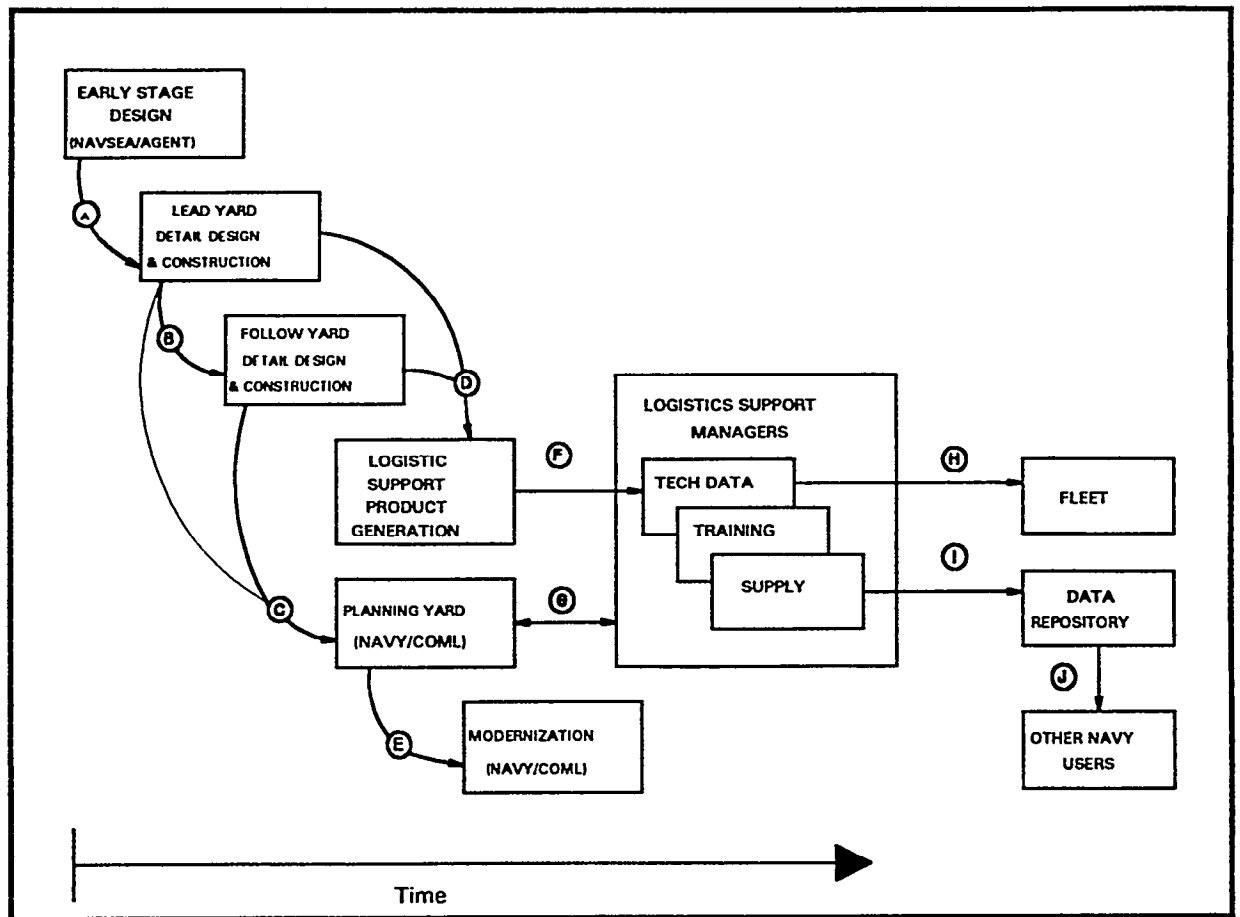 EARLY STAGE
DESIGN
(NAVSEA/AGENT)
A
LEAD YARD
DETAIL DESIGN
& CONSTRUCTION
B
FOLLOW YARD
DETAIL DESIGN
& CONSTRUCTION
D
LOGISTIC
SUPPORT
PRODUCT
GENERATION
F
LOGISTICS SUPPORT
MANAGERS
TECH DATA
TRAINING
SUPPLY
H
FLEET
I
DATA
REPOSITORY
J
OTHER NAVY
USERS
C
PLANNING YARD
(NAVY/COML)
G
E
MODERNIZATION
(NAVY/COML)
Time